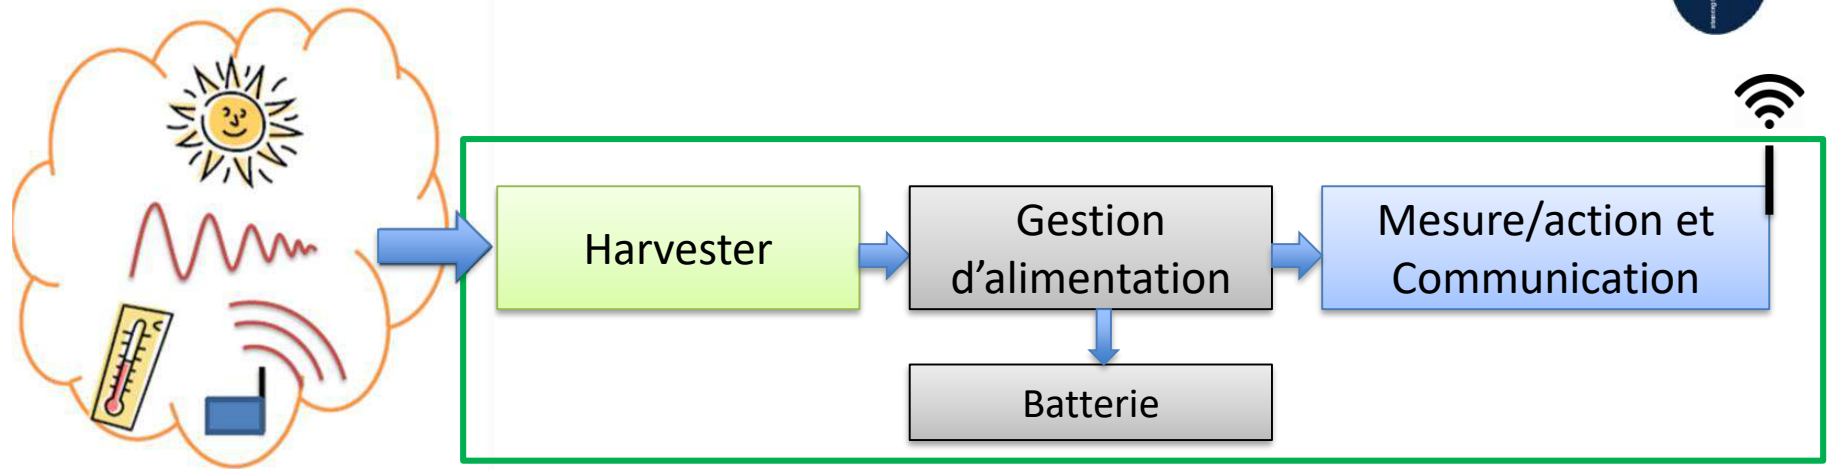 Harvester
Gestion
d'alimentation
Mesure/action et
Communication
Batterie